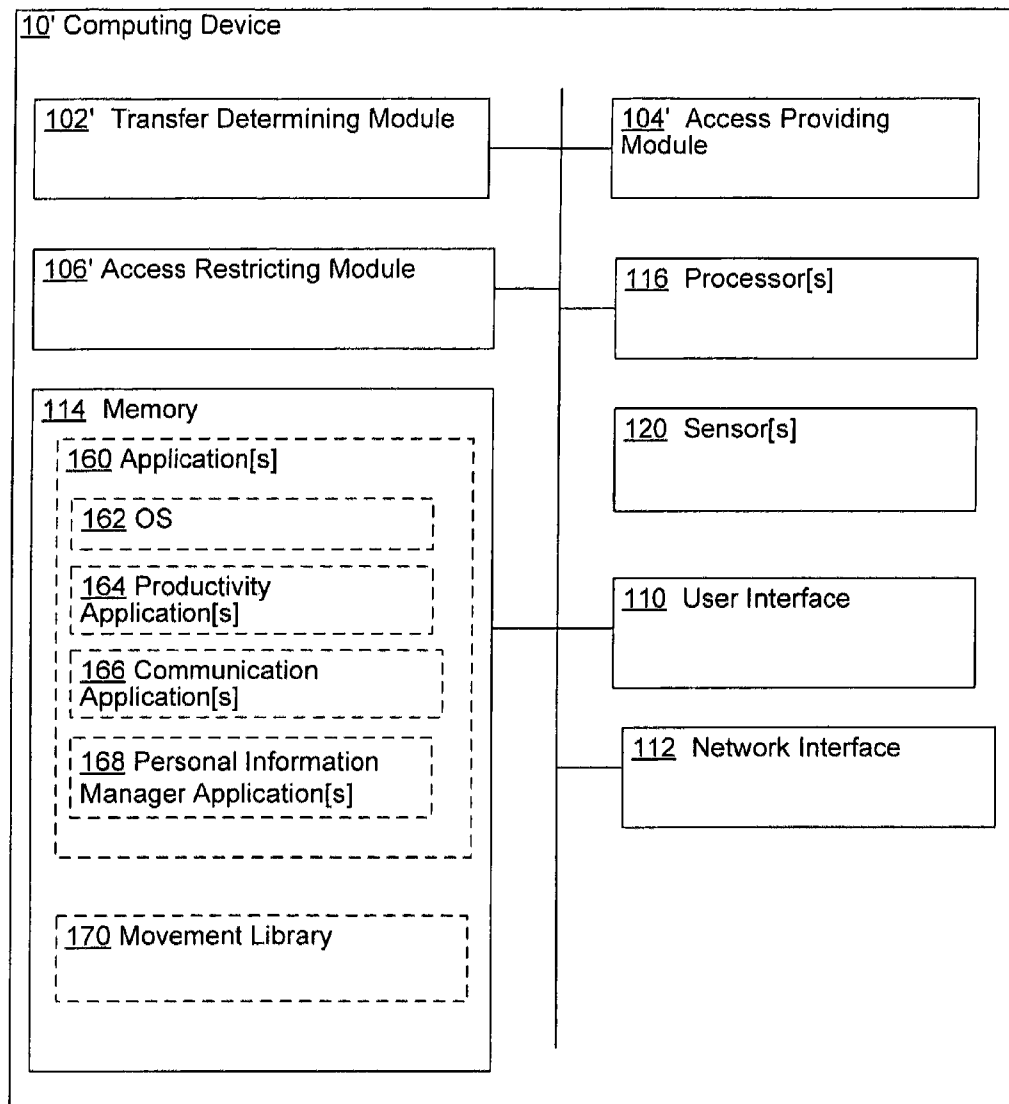 10' Computing Device
102' Transfer Determining Module
104' Access Providing
Module
106' Access Restricting Module
116 Processor[s]
114 Memory
160 Application[s]
162 OS
164 Productivity
Application[s]
166 Communication
Application[s]
168 Personal Information
Manager Application[s]
170 Movement Library
120 Sensor[s]
110 User Interface
112 Network Interface